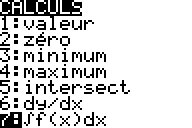 CALCULS
1:valeur
2:zéro
3:minimum
4:maximum
5:intersect
6:dy/dx
7:∫f(x)dx